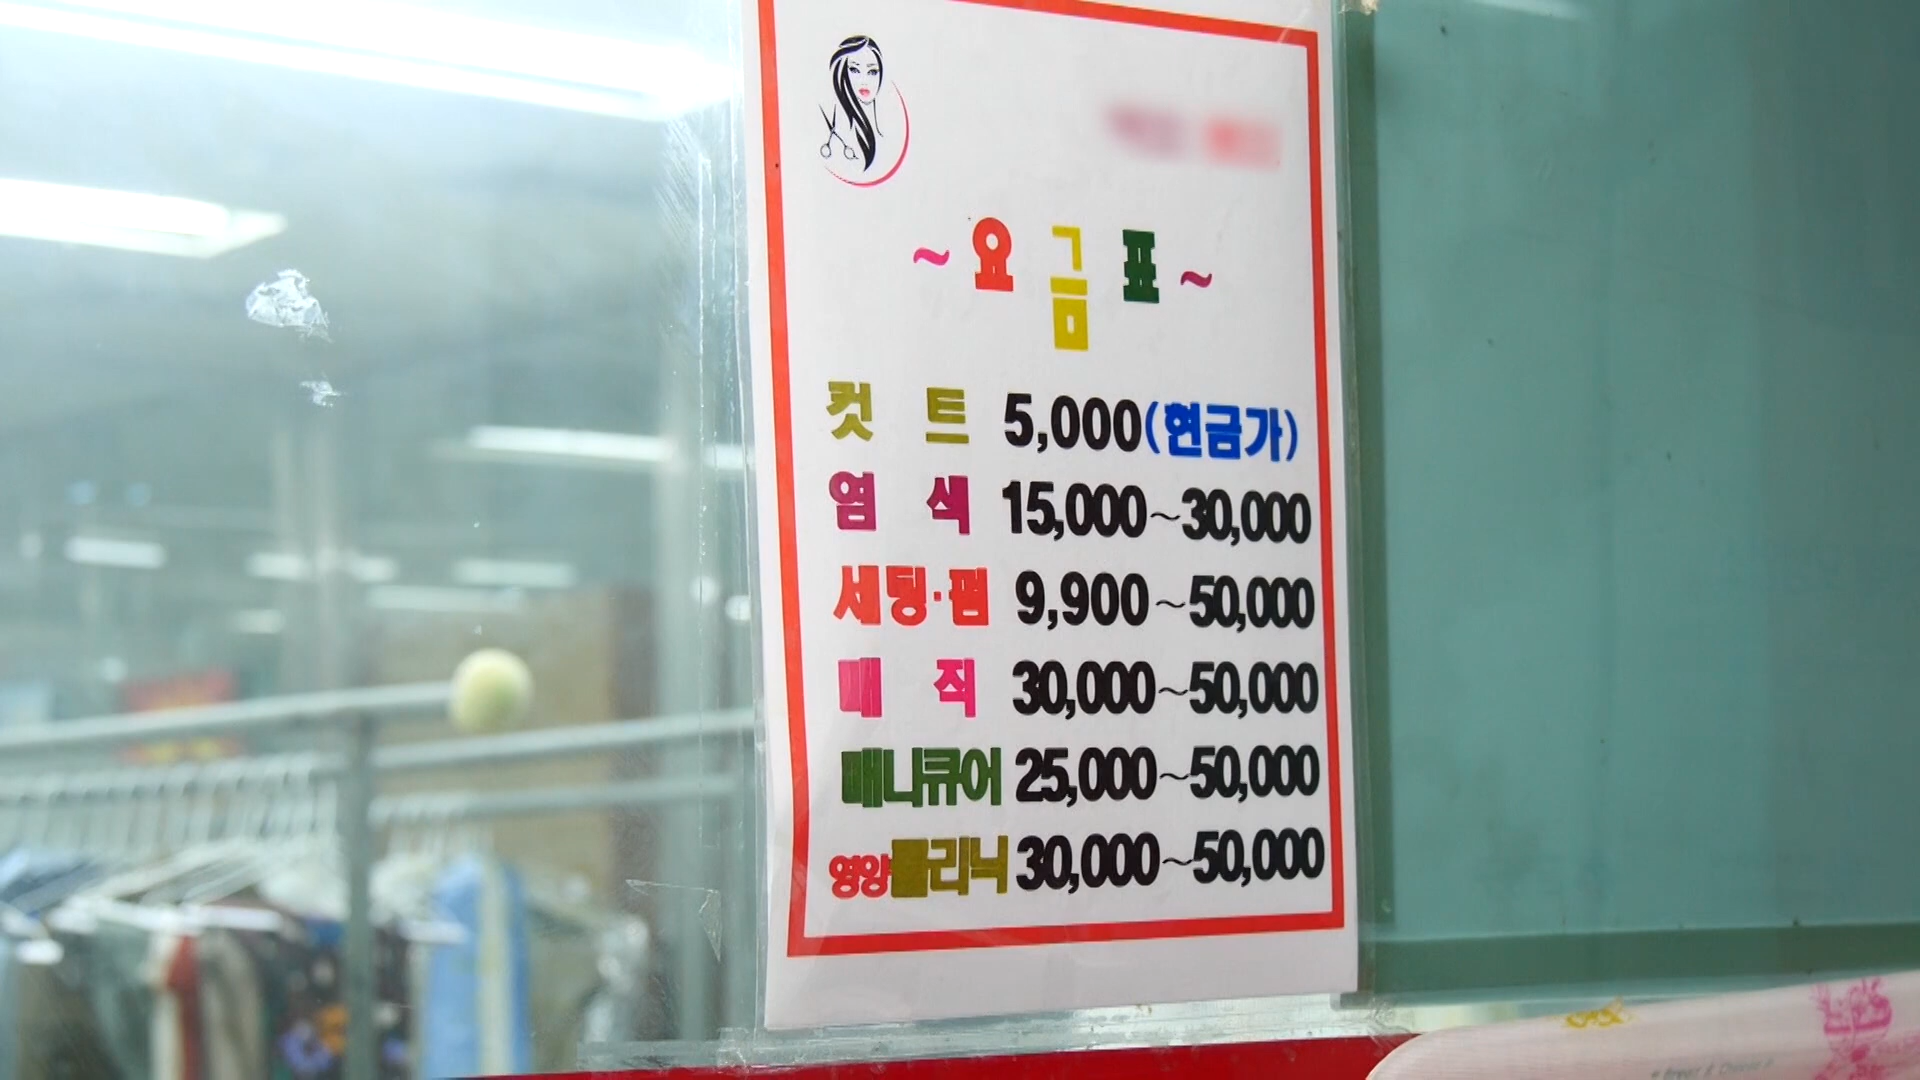 ~요금표~
컷 트 5,000(현금가)
염 색 15,000~30,000
세팅·펌 9,900~50,000
매 직 30,000~50,000
매니큐어 25,000~50,000
영양클리닉 30,000~50,000